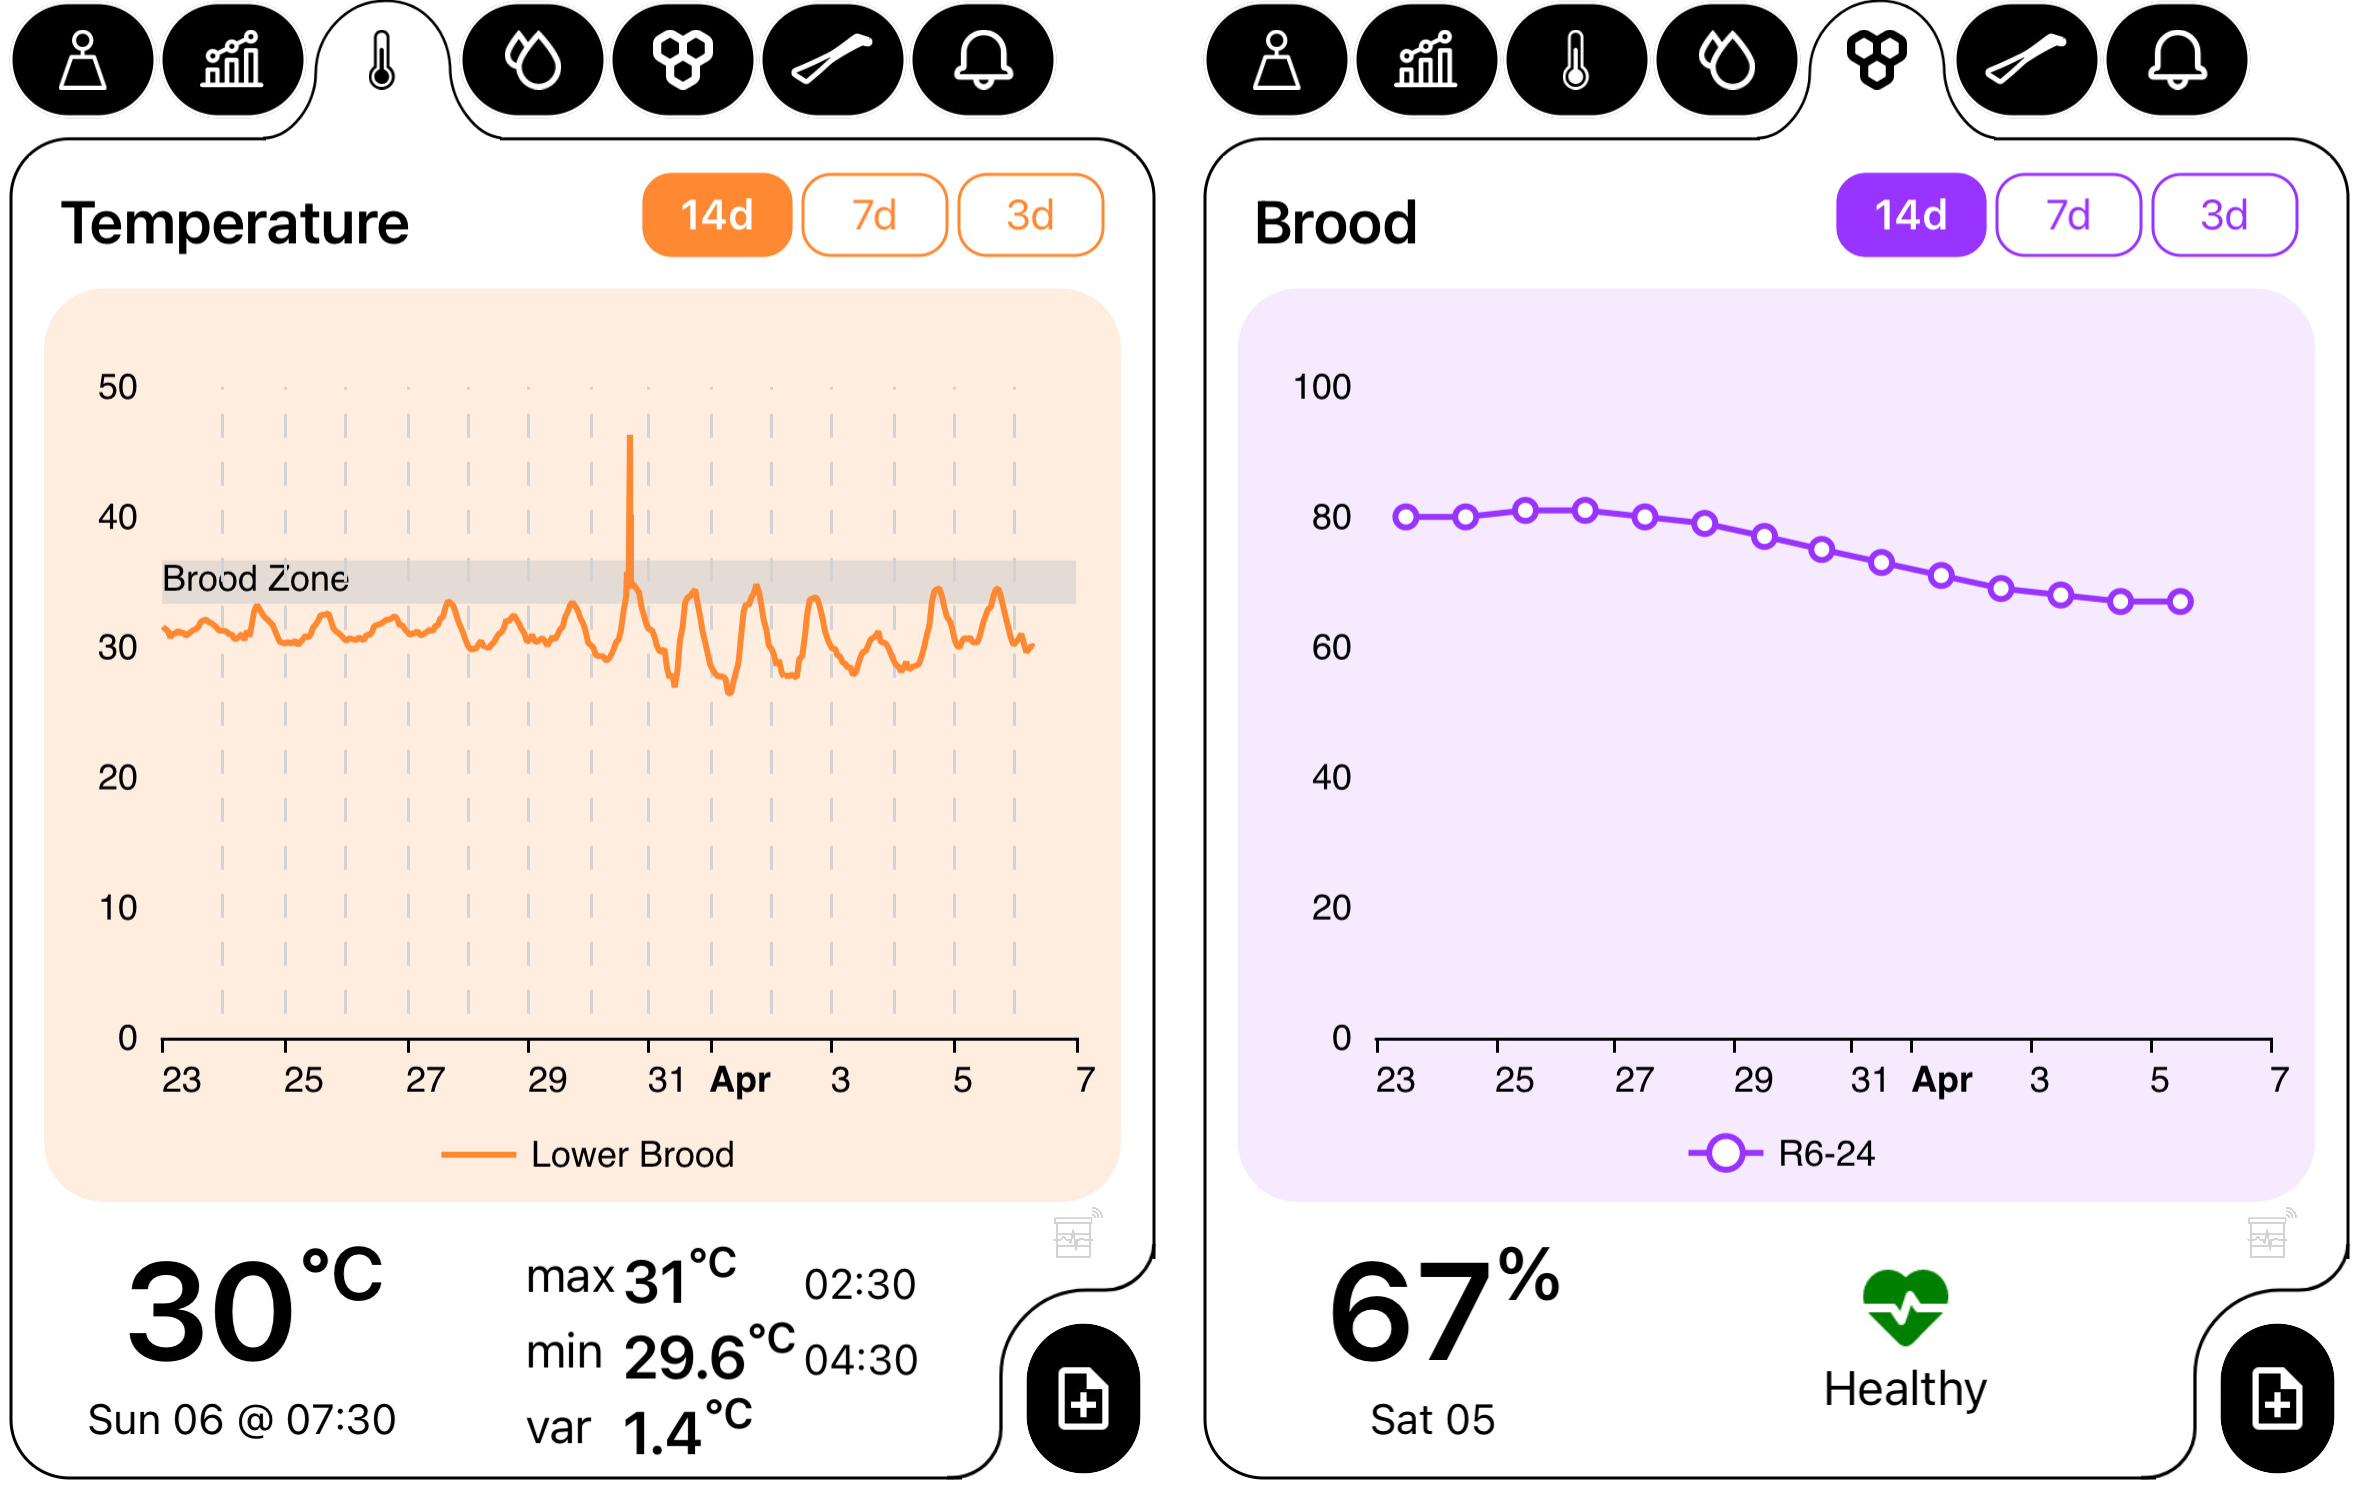 Temperature
14d
7d
3d
50
40
Brood Zone
30
20
10
0
23 25 27 29 31 Apr 3 5 7
Lower Brood
30°C
Sun 06 @ 07:30
max 31°C 02:30
min 29.6°C 04:30
var 1.4°C
Brood
14d
7d
3d
100
80
60
40
20
0
23 25 27 29 31 Apr 3 5 7
R6-24
67%
Sat 05
Healthy